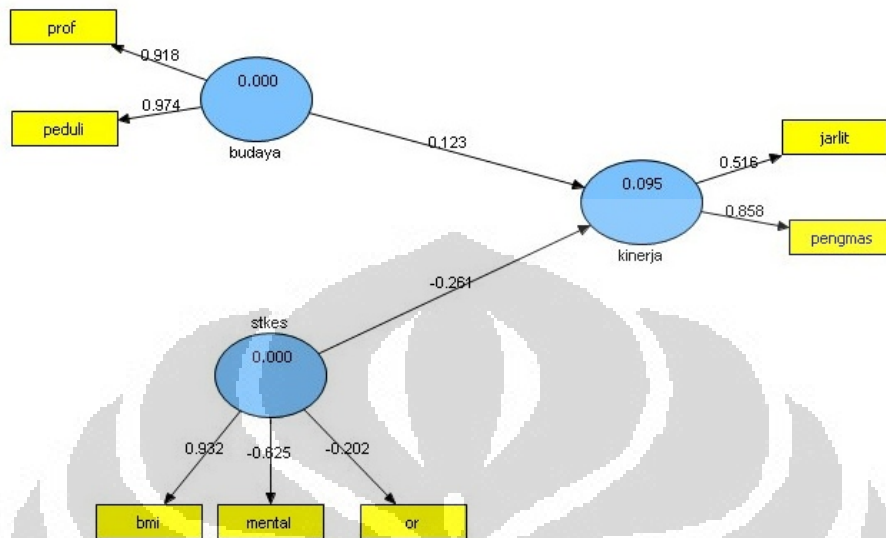 prof
0.918
0.000
peduli
0.974
budaya
0.123
jarlit
0.516
0.095
0.858
pengmas
kinerja
-0.261
stkes
0.000
0.932
-0.625
-0.202
bmi
mental
or